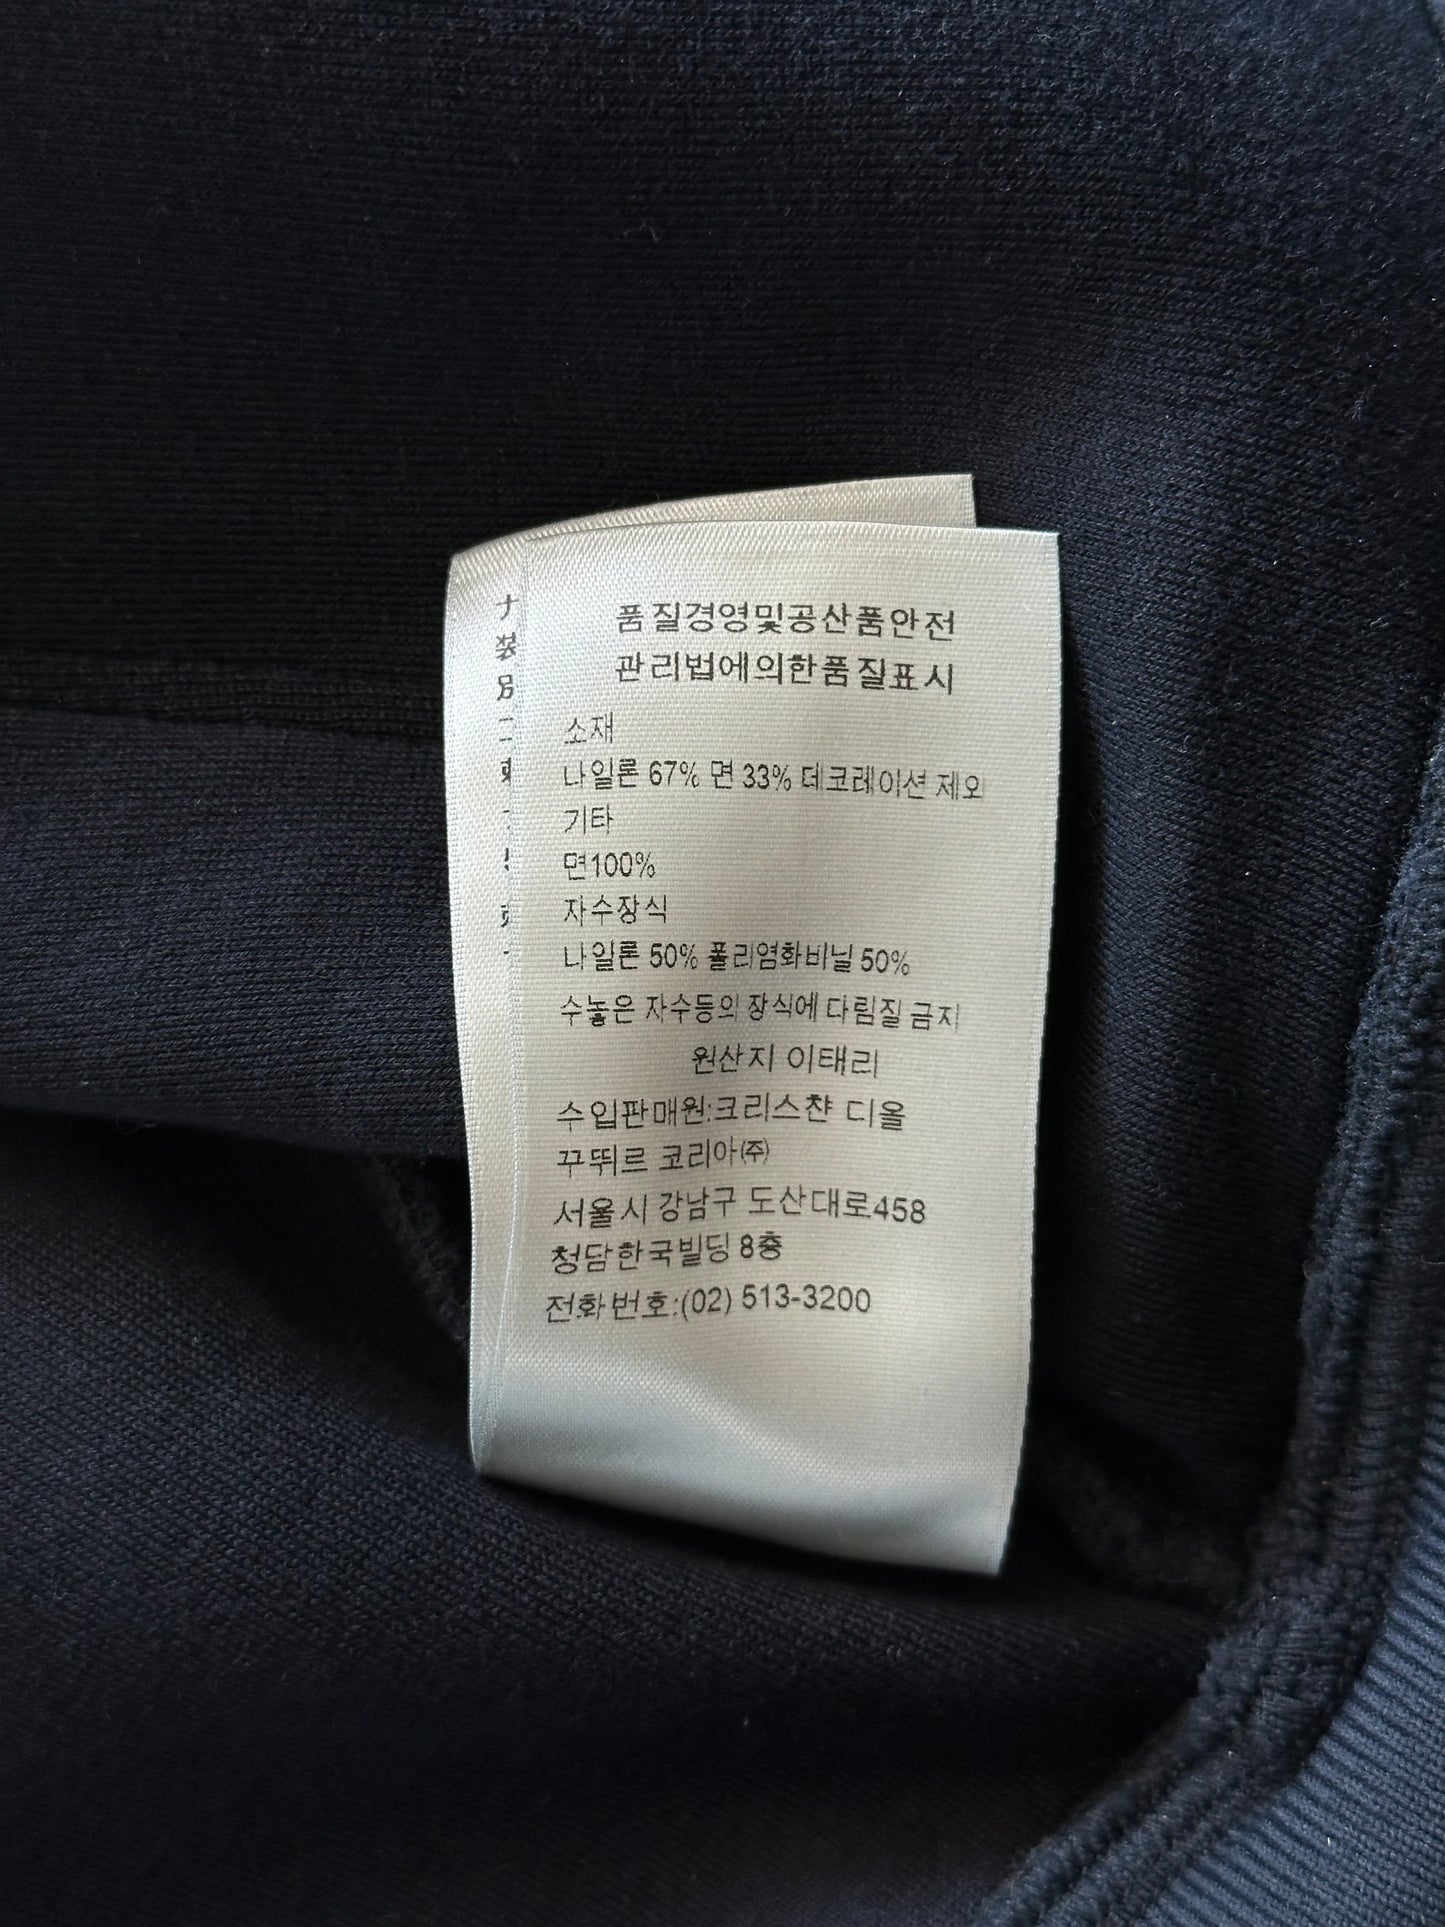 품질경영및공산품안전
관리법에의한품질표시
소재
나일론 67% 면 33% 데코레이션 제외
기타
면100%
자수장식
나일론 50% 폴리염화비닐 50%
수놓은 자수등의 장식에 다림질 금지
원산지 이태리
수입판매원:크리스챤 디올
꾸뛰르 코리아㈜
서울시 강남구 도산대로458
청담한국빌딩 8층
전화번호:(02) 513-3200
装